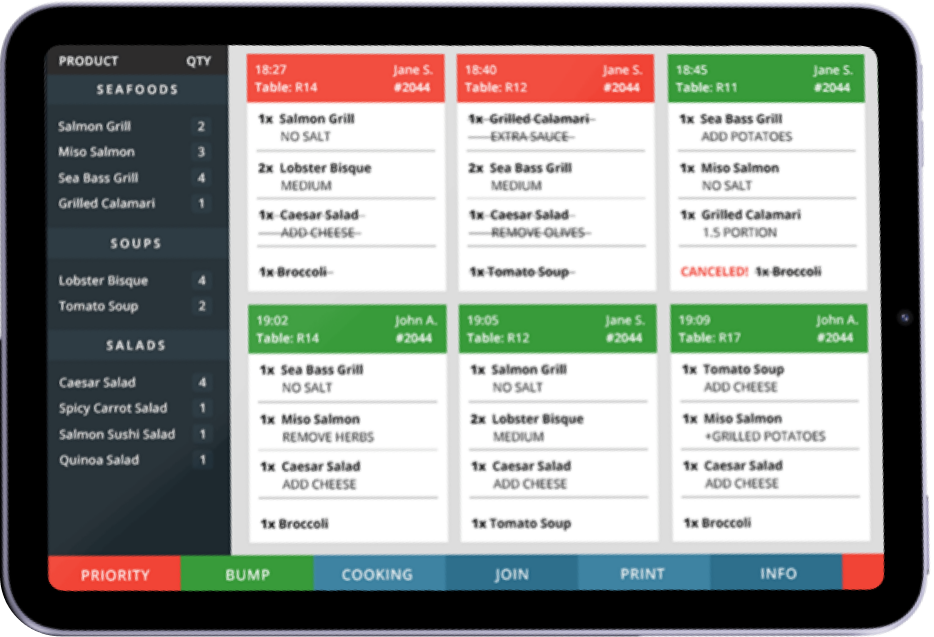 PRODUCT QTY
SEAFOODS
Salmon Grill 2
Miso Salmon 3
Sea Bass Grill 4
Grilled Calamari 1
SOUPS
Lobster Bisque 4
Tomato Soup 2
SALADS
Caesar Salad 4
Spicy Carrot Salad 1
Salmon Sushi Salad 1
Quinoa Salad 1
18:27 Jane S.
Table: R14 #2044
1x Salmon Grill
NO SALT
2x Lobster Bisque
MEDIUM
1x Caesar Salad
ADD CHEESE
1x Broccoli
18:40 Jane S.
Table: R12 #2044
1x Grilled Calamari
EXTRA SAUCE
2x Sea Bass Grill
MEDIUM
1x Caesar Salad
REMOVE OLIVES
1x Tomato Soup
18:45 Jane S.
Table: R11 #2044
1x Sea Bass Grill
ADD POTATOES
1x Miso Salmon
NO SALT
1x Grilled Calamari
1.5 PORTION
CANCELED! 1x Broccoli
19:02 John A.
Table: R14 #2044
1x Sea Bass Grill
NO SALT
1x Miso Salmon
REMOVE HERBS
1x Caesar Salad
ADD CHEESE
1x Broccoli
19:05 Jane S.
Table: R12 #2044
1x Salmon Grill
NO SALT
2x Lobster Bisque
MEDIUM
1x Caesar Salad
ADD CHEESE
1x Tomato Soup
19:09 John A.
Table: R17 #2044
1x Tomato Soup
ADD CHEESE
1x Miso Salmon
+GRILLED POTATOES
1x Caesar Salad
ADD CHEESE
1x Broccoli
PRIORITY BUMP COOKING JOIN PRINT INFO